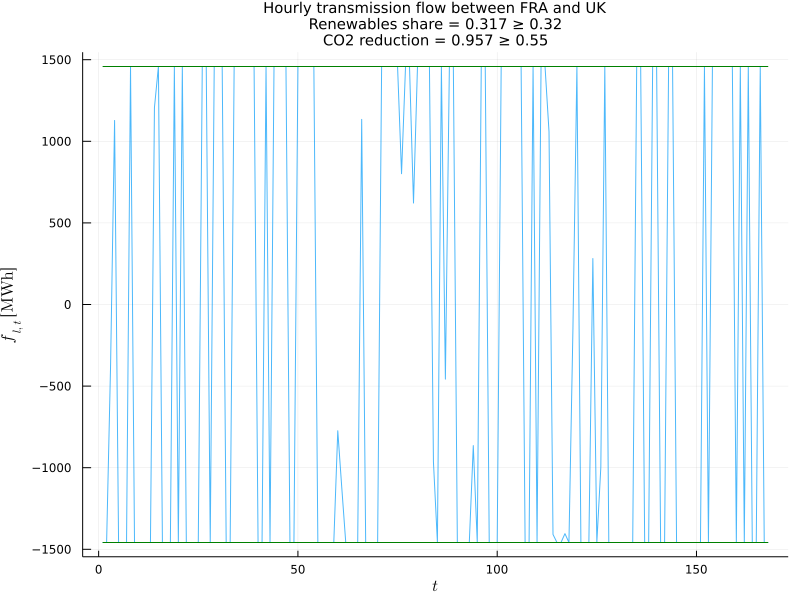 Hourly transmission flow between FRA and UK
Renewables share = 0.317 ≥ 0.32
CO2 reduction = 0.957 ≥ 0.55
1500
1000
500
0
−500
−1000
−1500
f l,t [MWh]
0 50 100 150
t